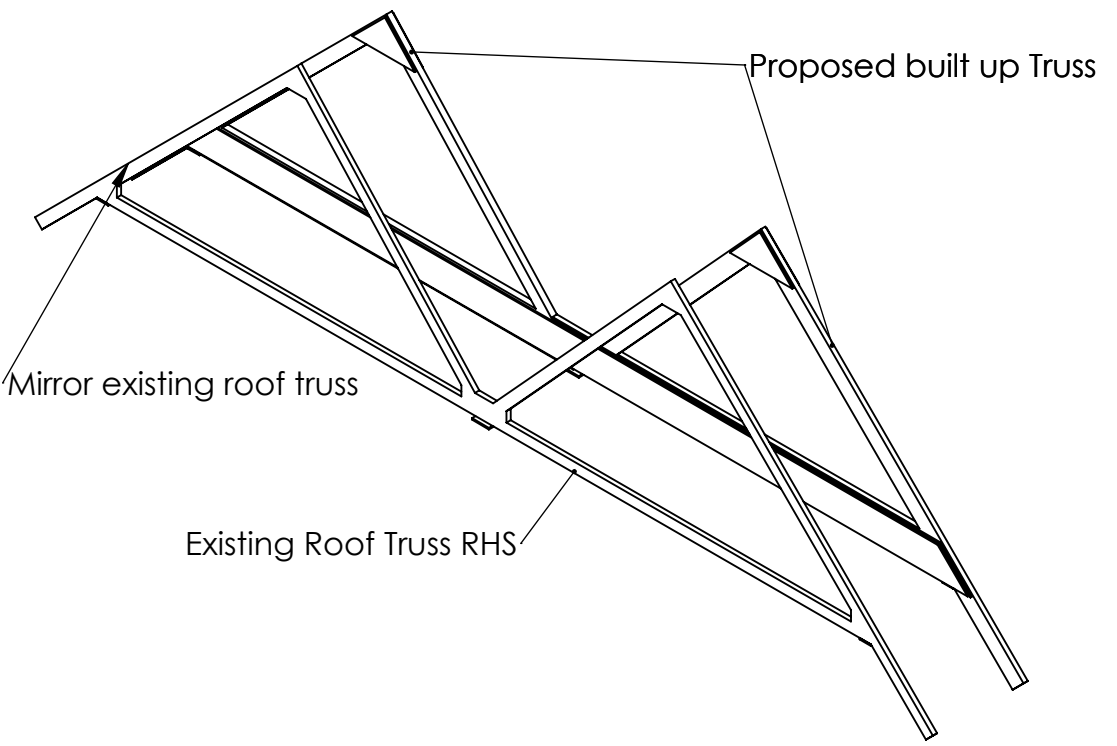 Proposed built up Truss
Mirror existing roof truss
Existing Roof Truss RHS